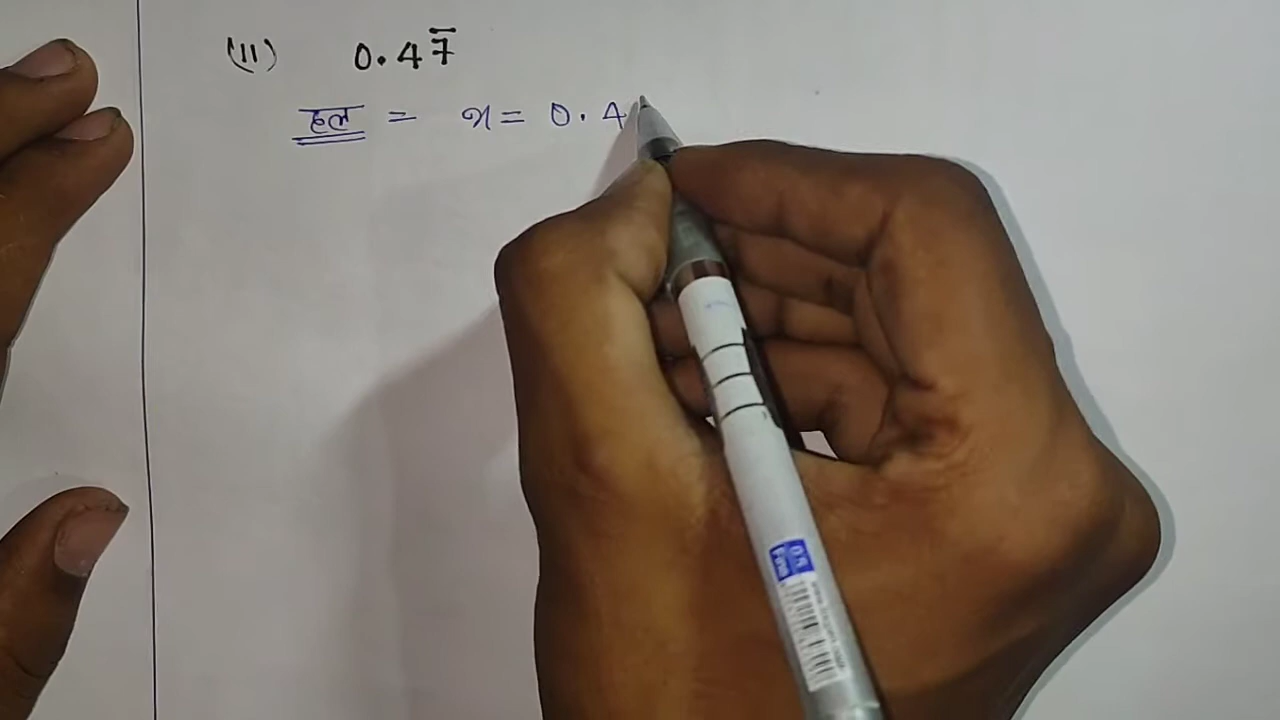 (II) 0.47̅
हल = x = 0.4